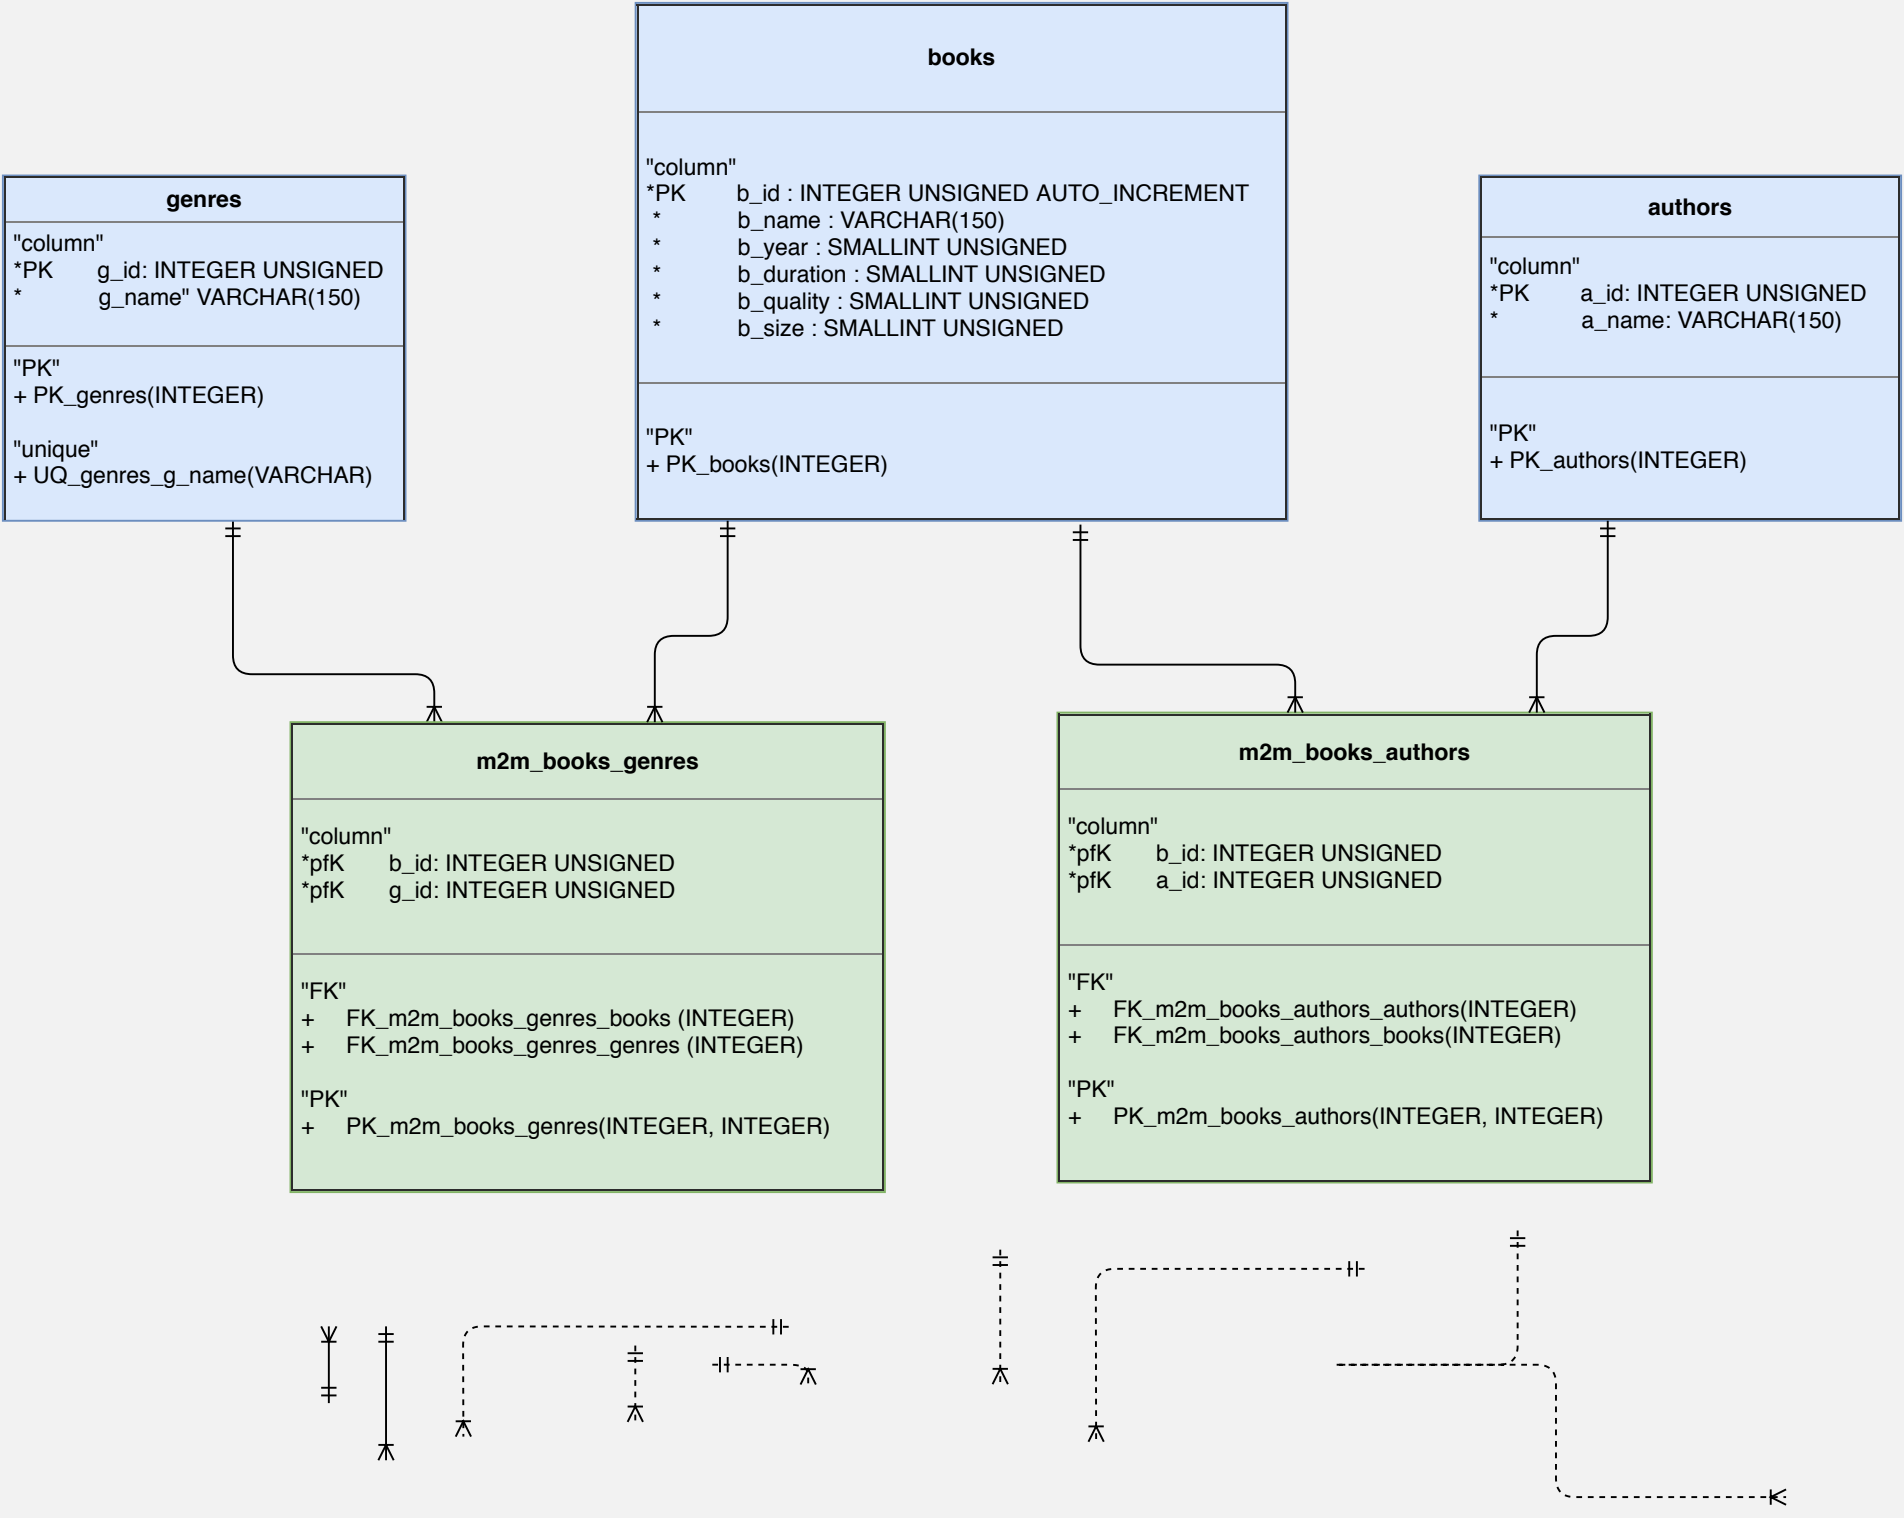 books
"column"
*PK b_id : INTEGER UNSIGNED AUTO_INCREMENT
* b_name : VARCHAR(150)
* b_year : SMALLINT UNSIGNED
* b_duration : SMALLINT UNSIGNED
* b_quality : SMALLINT UNSIGNED
* b_size : SMALLINT UNSIGNED
"PK"
+ PK_books(INTEGER)
genres
"column"
*PK g_id: INTEGER UNSIGNED
* g_name" VARCHAR(150)
"PK"
+ PK_genres(INTEGER)
"unique"
+ UQ_genres_g_name(VARCHAR)
authors
"column"
*PK a_id: INTEGER UNSIGNED
* a_name: VARCHAR(150)
"PK"
+ PK_authors(INTEGER)
m2m_books_genres
"column"
*pfK b_id: INTEGER UNSIGNED
*pfK g_id: INTEGER UNSIGNED
"FK"
+ FK_m2m_books_genres_books (INTEGER)
+ FK_m2m_books_genres_genres (INTEGER)
"PK"
+ PK_m2m_books_genres(INTEGER, INTEGER)
m2m_books_authors
"column"
*pfK b_id: INTEGER UNSIGNED
*pfK a_id: INTEGER UNSIGNED
"FK"
+ FK_m2m_books_authors_authors(INTEGER)
+ FK_m2m_books_authors_books(INTEGER)
"PK"
+ PK_m2m_books_authors(INTEGER, INTEGER)